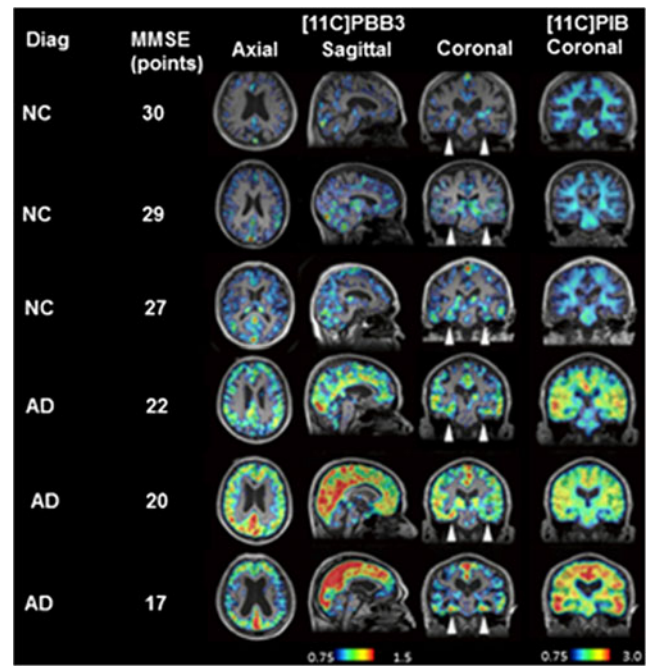 [11C]PBB3 [11C]PIB
Diag MMSE (points) Axial Sagittal Coronal Coronal
NC 30
NC 29
NC 27
AD 22
AD 20
AD 17
0.75 1.5 0.75 3.0